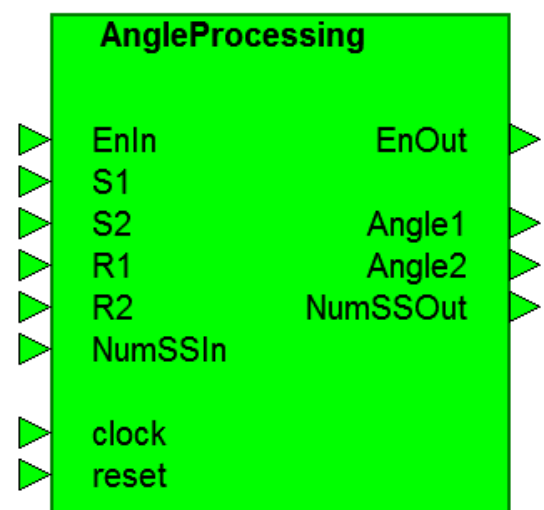 AngleProcessing
EnIn EnOut
S1
S2 Angle1
R1 Angle2
R2 NumSSOut
NumSSIn
clock
reset